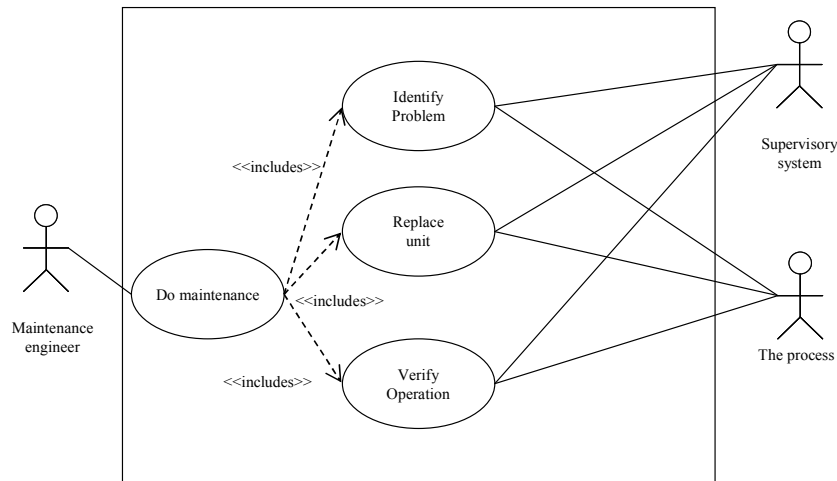 Identify
Problem
Supervisory
system
<<includes>>
Replace
unit
Do maintenance
<<includes>>
Maintenance
engineer
The process
Verify
Operation
<<includes>>